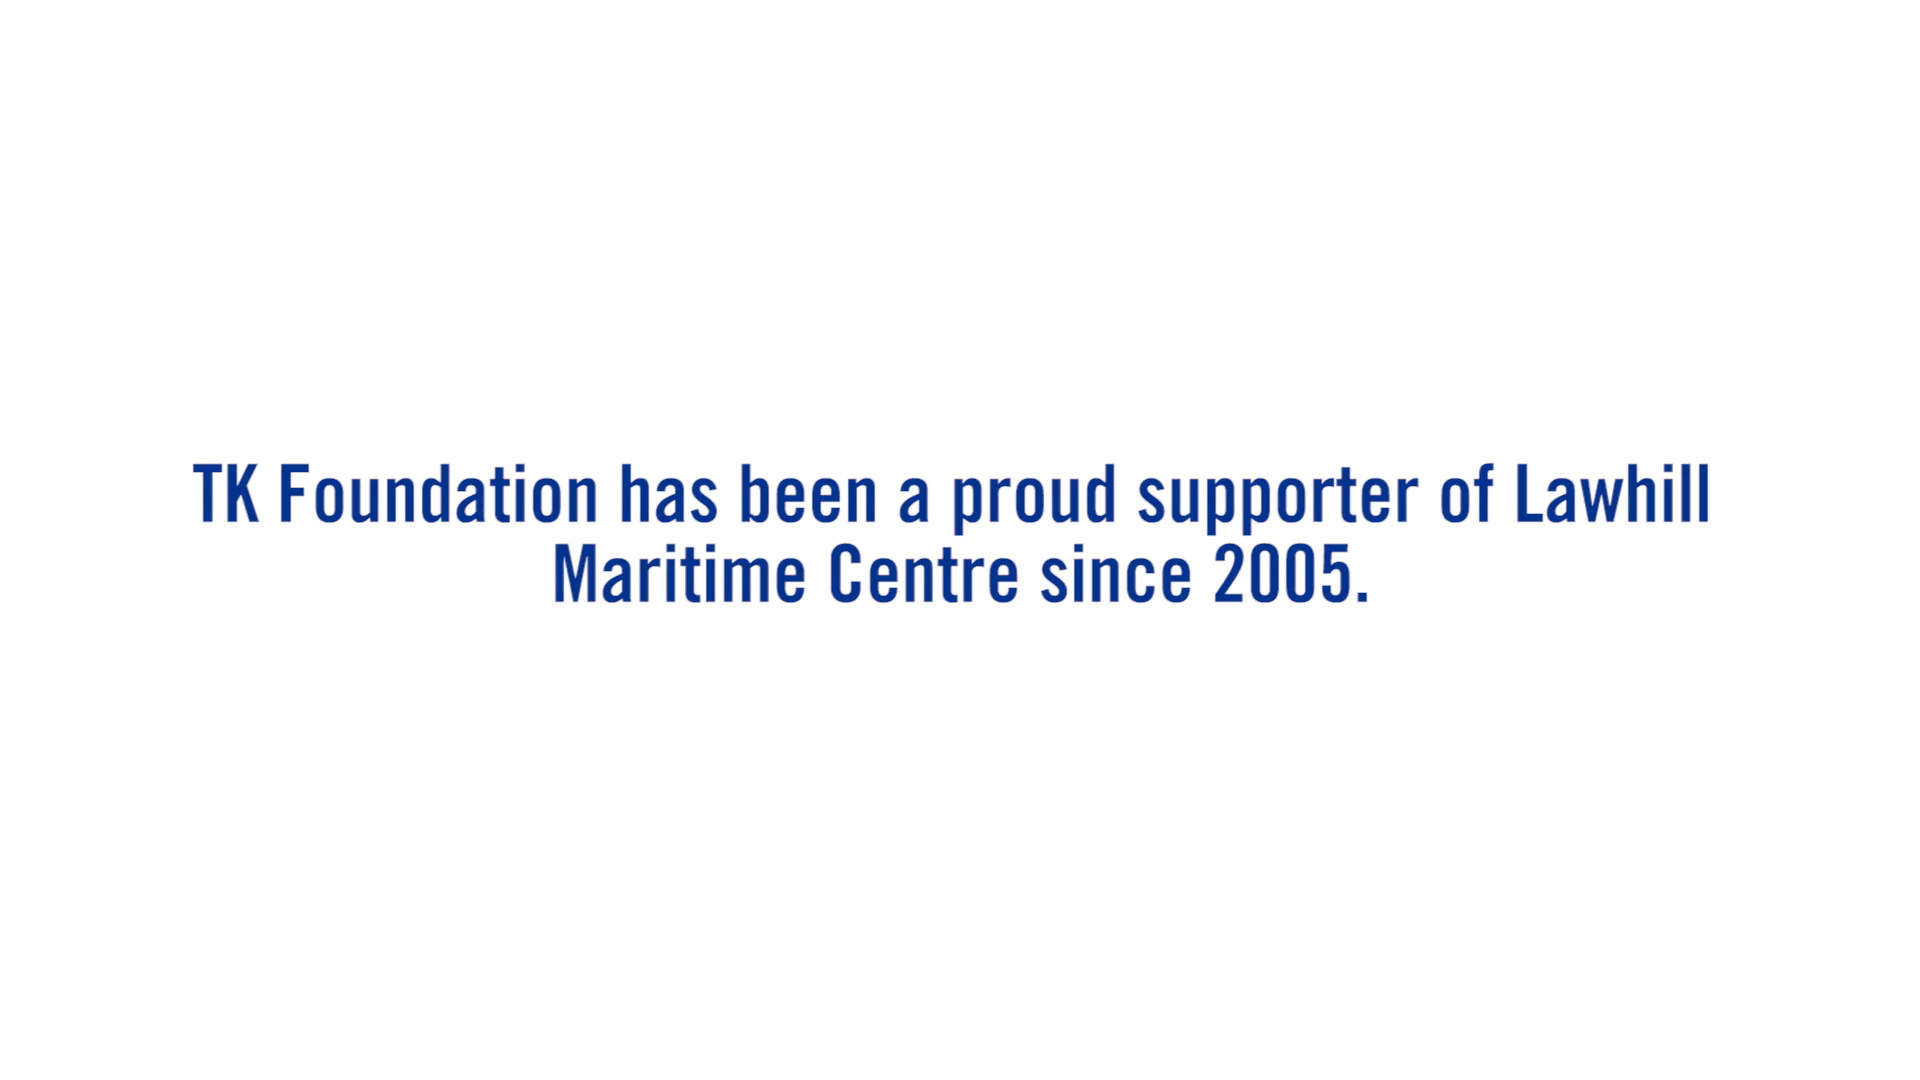 TK Foundation has been a proud supporter of Lawhill
Maritime Centre since 2005.